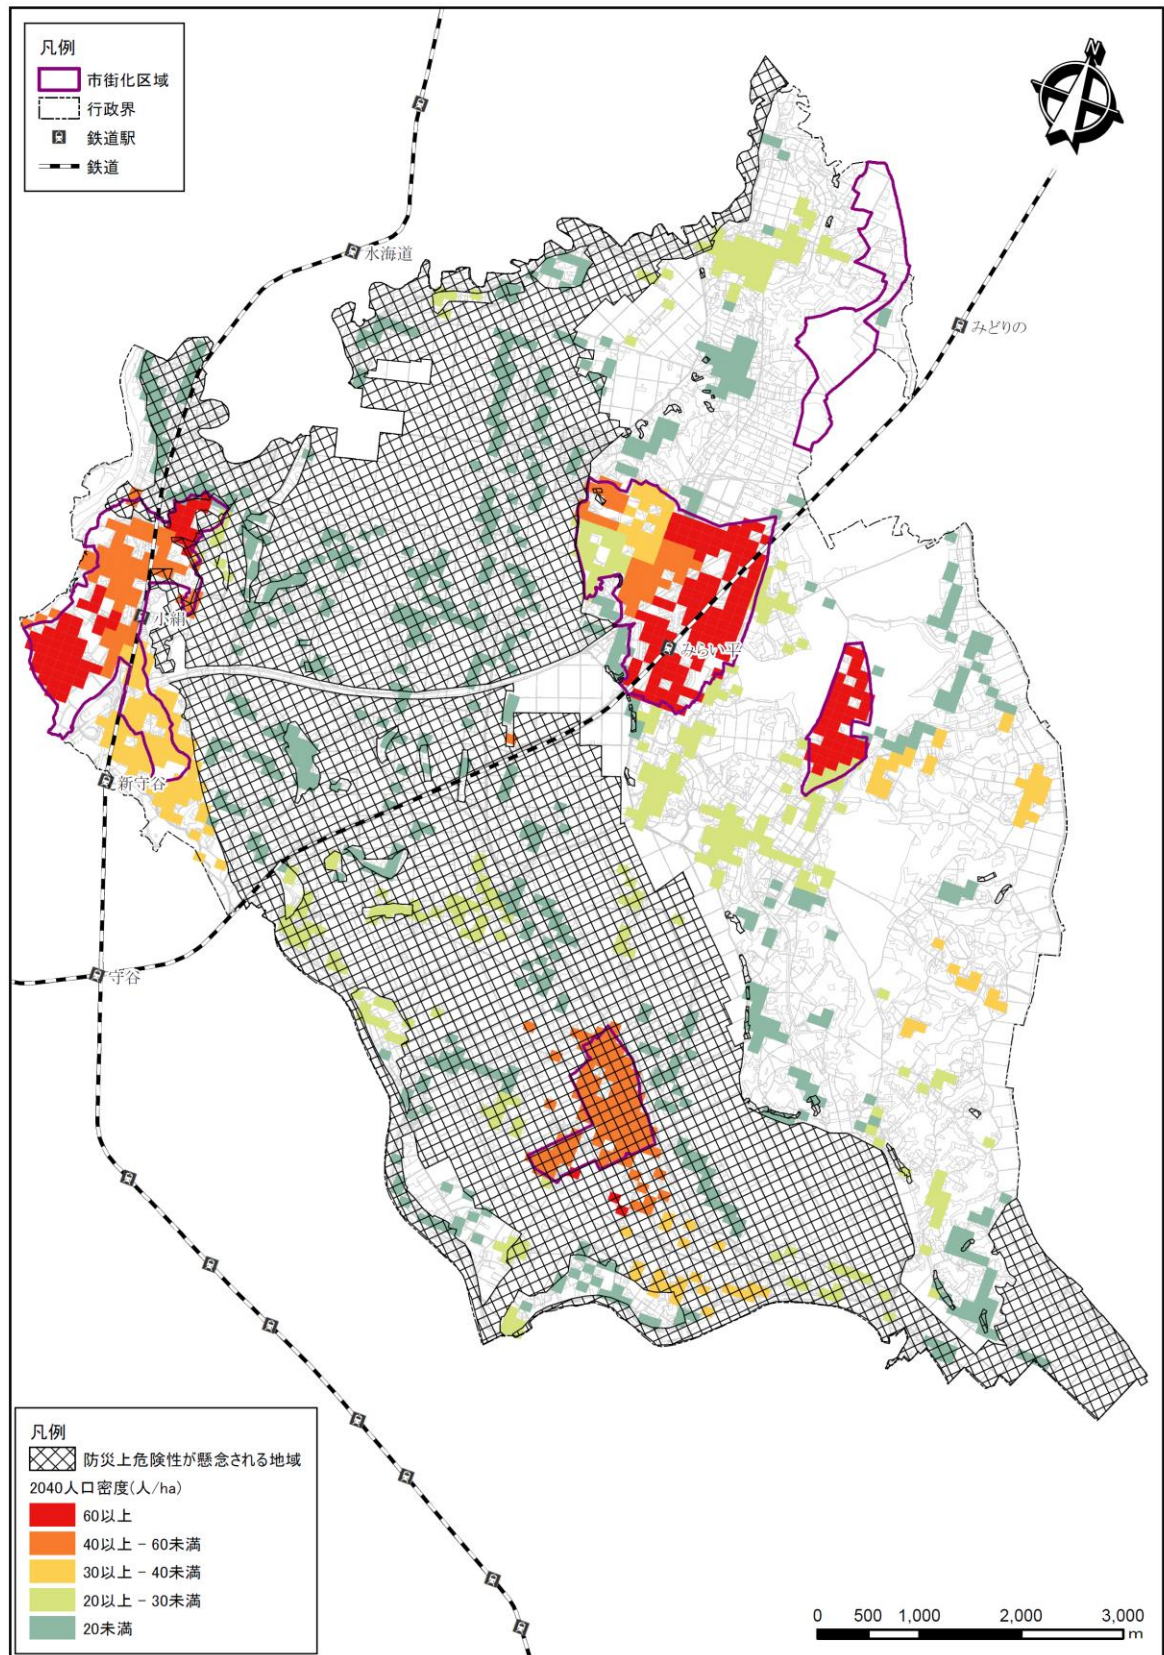 凡例
市街化区域
行政界
鉄道駅
鉄道
N
水海道
みどりの
小絹
みらい平
新守谷
守谷
凡例
防災上危険性が懸念される地域
2040人口密度(人/ha)
60以上
40以上 - 60未満
30以上 - 40未満
20以上 - 30未満
20未満
0 500 1,000 2,000 3,000
m